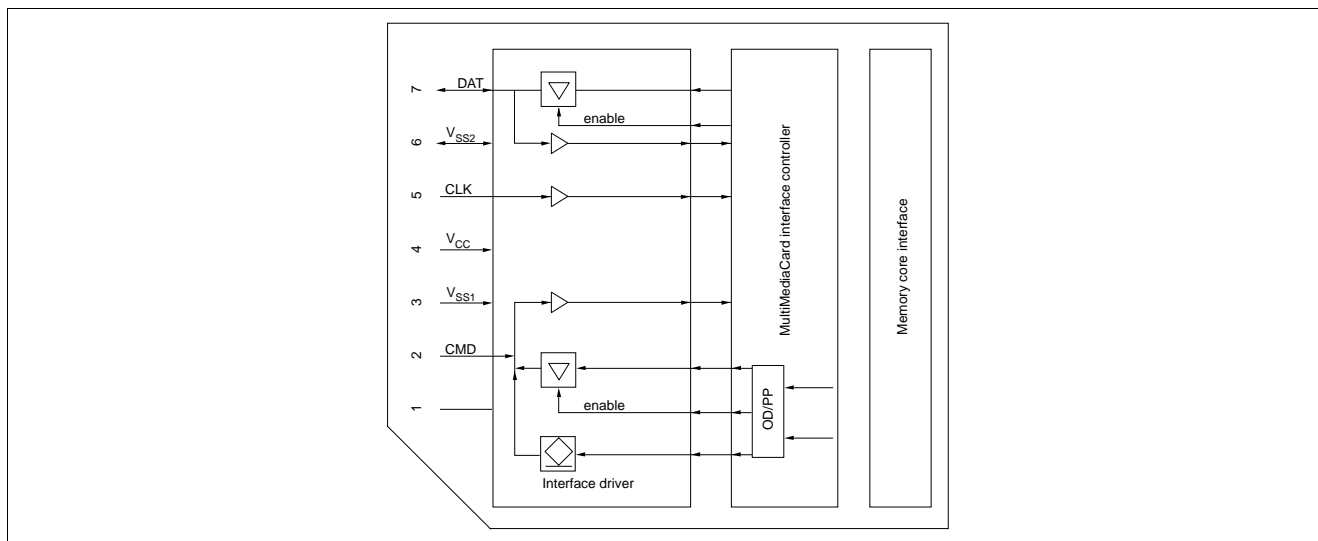 7 DAT
enable
6 VSS2
5 CLK
4 VCC
3 VSS1
2 CMD
enable
1
Interface driver
OD/PP
MultiMediaCard interface controller
Memory core interface